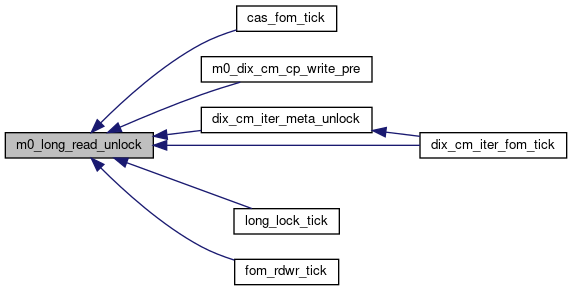 cas_fom_tick
m0_dix_cm_cp_write_pre
dix_cm_iter_meta_unlock
m0_long_read_unlock
dix_cm_iter_fom_tick
long_lock_tick
fom_rdwr_tick